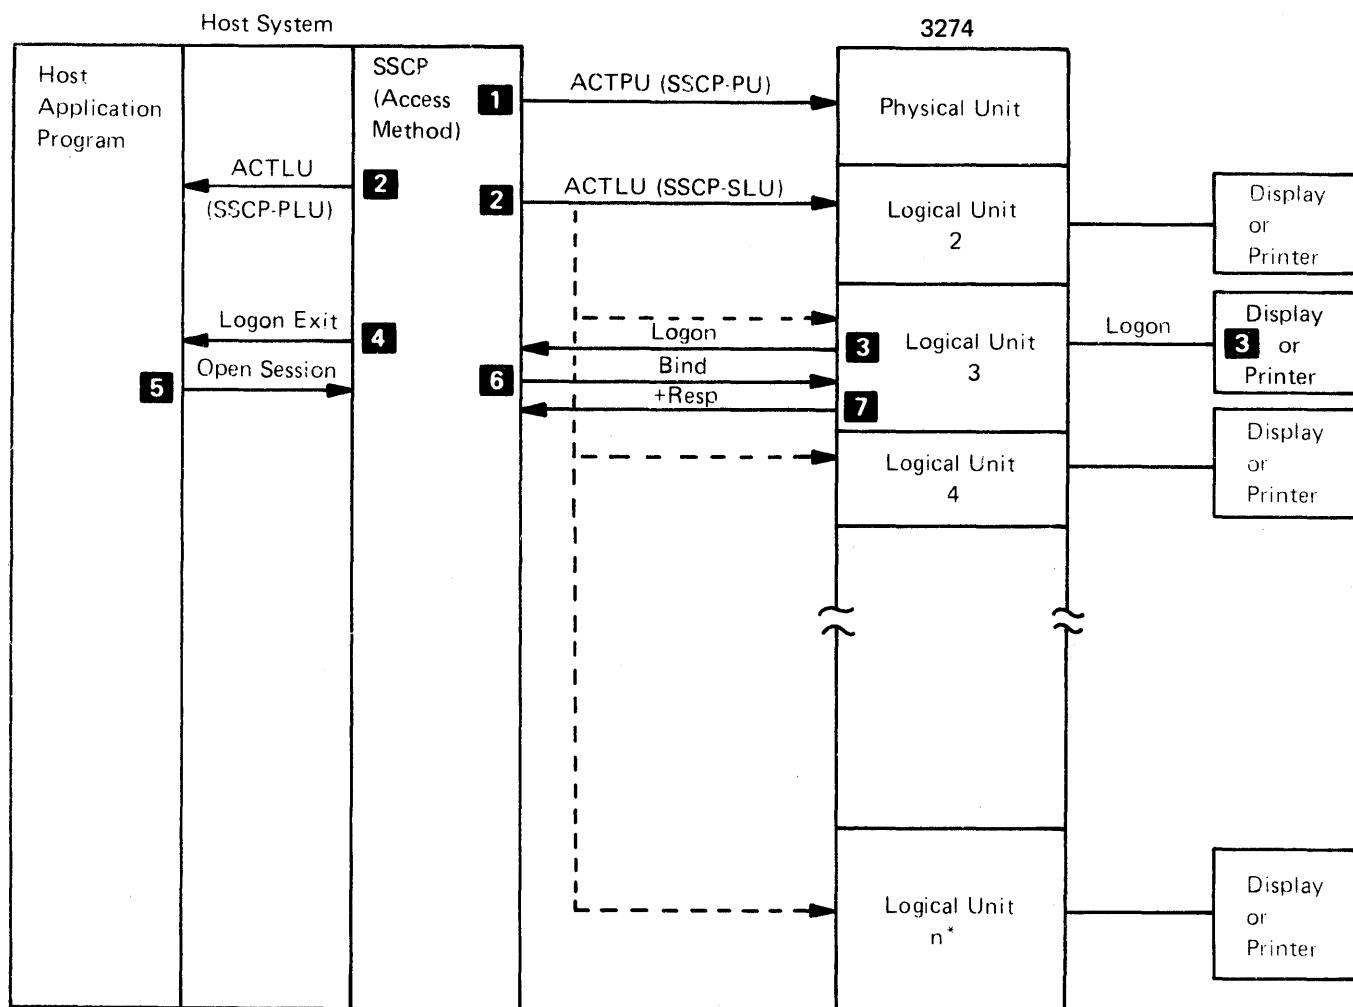 Host System
3274
Host
Application
Program
SSCP
(Access
Method)
1
ACTPU (SSCP-PU)
Physical Unit
ACTLU
2
(SSCP-PLU)
2
ACTLU (SSCP-SLU)
Logical Unit
2
Display
or
Printer
Logon Exit
4
Logon
3
Logical Unit
3
Logon
3
Display
or
Printer
5
Open Session
6
Bind
+Resp
7
Logical Unit
4
Display
or
Printer
Logical Unit
n*
Display
or
Printer